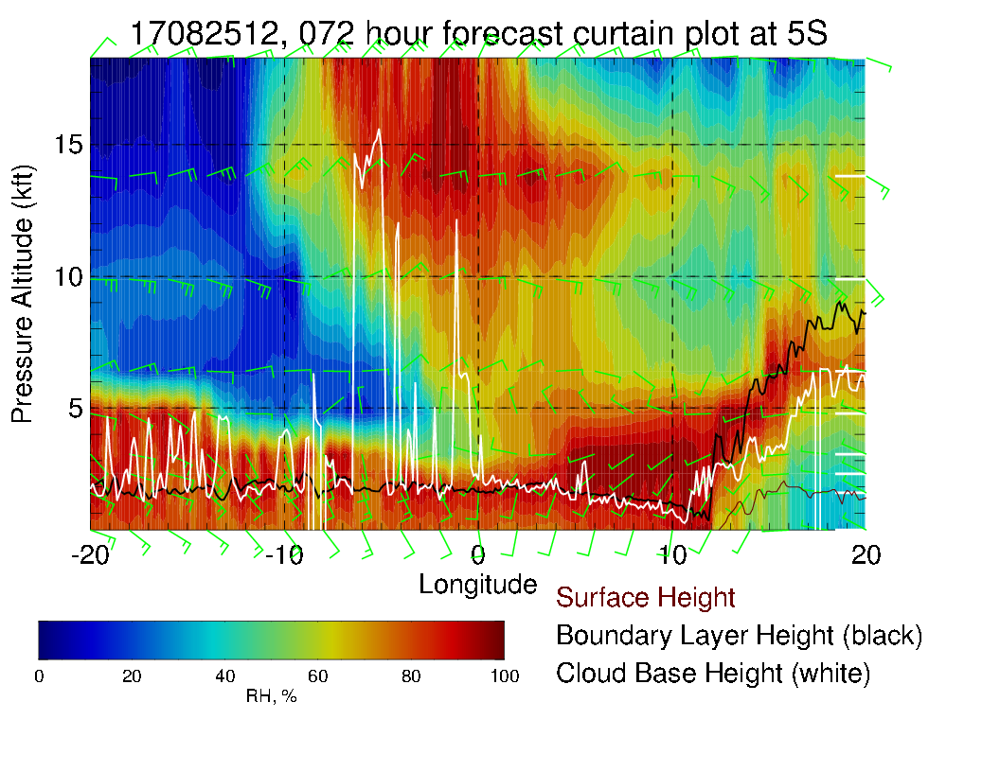 17082512, 072 hour forecast curtain plot at 5S
Pressure Altitude (kft)
15
10
5
-20 -10 0 10 20
Longitude
Surface Height
Boundary Layer Height (black)
Cloud Base Height (white)
0 20 40 60 80 100
RH, %